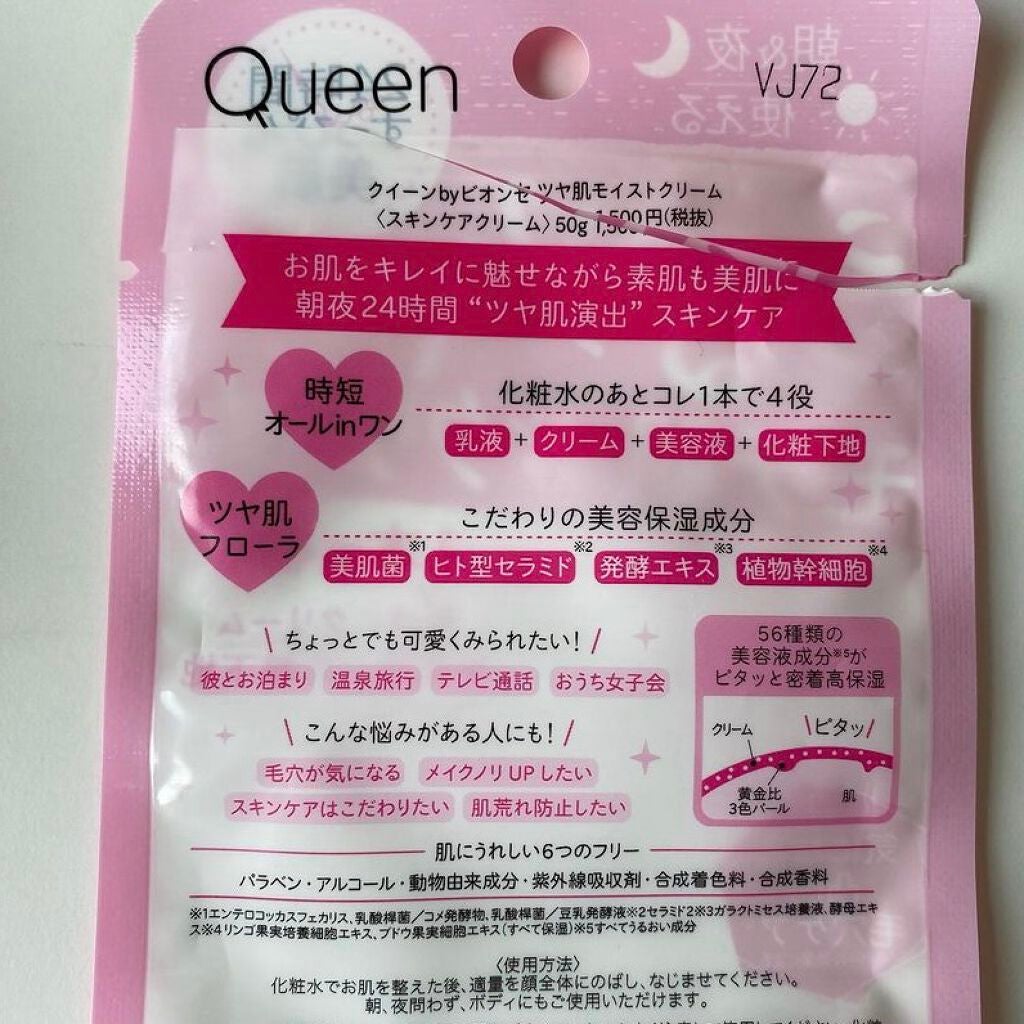 Queen
VJ72
クイーンbyビオンセ ツヤ肌モイストクリーム
〈スキンケアクリーム〉50g 1,500円(税抜)
お肌をキレイに魅せながら素肌も美肌に
朝夜24時間 “ツヤ肌演出” スキンケア
時短
オールinワン
化粧水のあとコレ1本で4役
乳液 + クリーム + 美容液 + 化粧下地
ツヤ肌
フローラ
こだわりの美容保湿成分
美肌菌※1 ヒト型セラミド※2 発酵エキス※3 植物幹細胞※4
\ ちょっとでも可愛くみられたい! /
彼とお泊まり 温泉旅行 テレビ通話 おうち女子会
\ こんな悩みがある人にも! /
毛穴が気になる メイクノリUPしたい
スキンケアはこだわりたい 肌荒れ防止したい
56種類の
美容液成分※5が
ピタッと密着高保湿
クリーム
\ピタッ/
黄金比
3色パール
肌
肌にうれしい6つのフリー
パラベン・アルコール・動物由来成分・紫外線吸収剤・合成着色料・合成香料
※1エンテロコッカスフェカリス、乳酸桿菌/コメ発酵物、乳酸桿菌/豆乳発酵液※2セラミド2※3ガラクトミセス培養液、酵母エキ
ス※4リンゴ果実培養細胞エキス、ブドウ果実細胞エキス(すべて保湿)※5すべてうるおい成分
〈使用方法〉
化粧水でお肌を整えた後、適量を顔全体にのばし、なじませてください。
朝、夜問わず、ボディにもご使用いただけます。